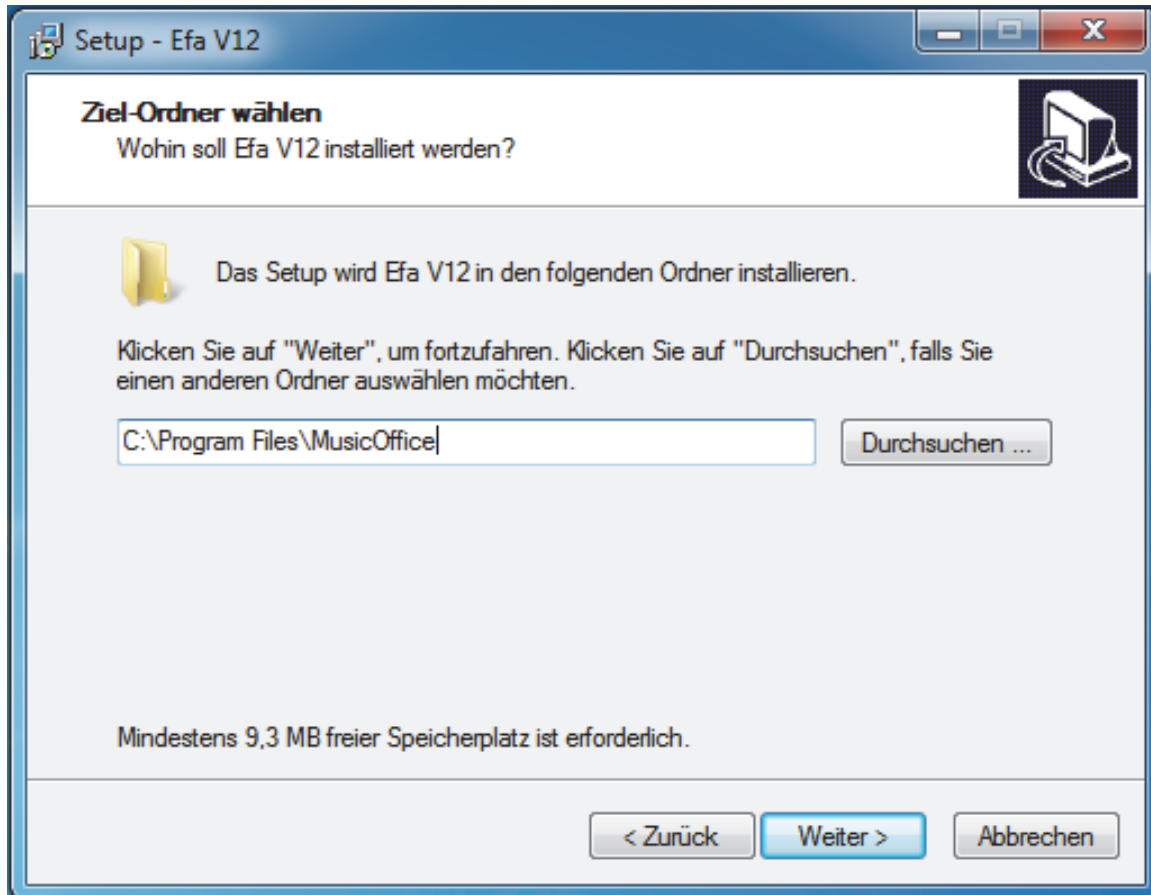 Setup - Efa V12
Ziel-Ordner wählen
Wohin soll Efa V12 installiert werden?
Das Setup wird Efa V12 in den folgenden Ordner installieren.
Klicken Sie auf "Weiter", um fortzufahren. Klicken Sie auf "Durchsuchen", falls Sie
einen anderen Ordner auswählen möchten.
C:\Program Files\MusicOffice
Durchsuchen ...
Mindestens 9,3 MB freier Speicherplatz ist erforderlich.
< Zurück
Weiter >
Abbrechen